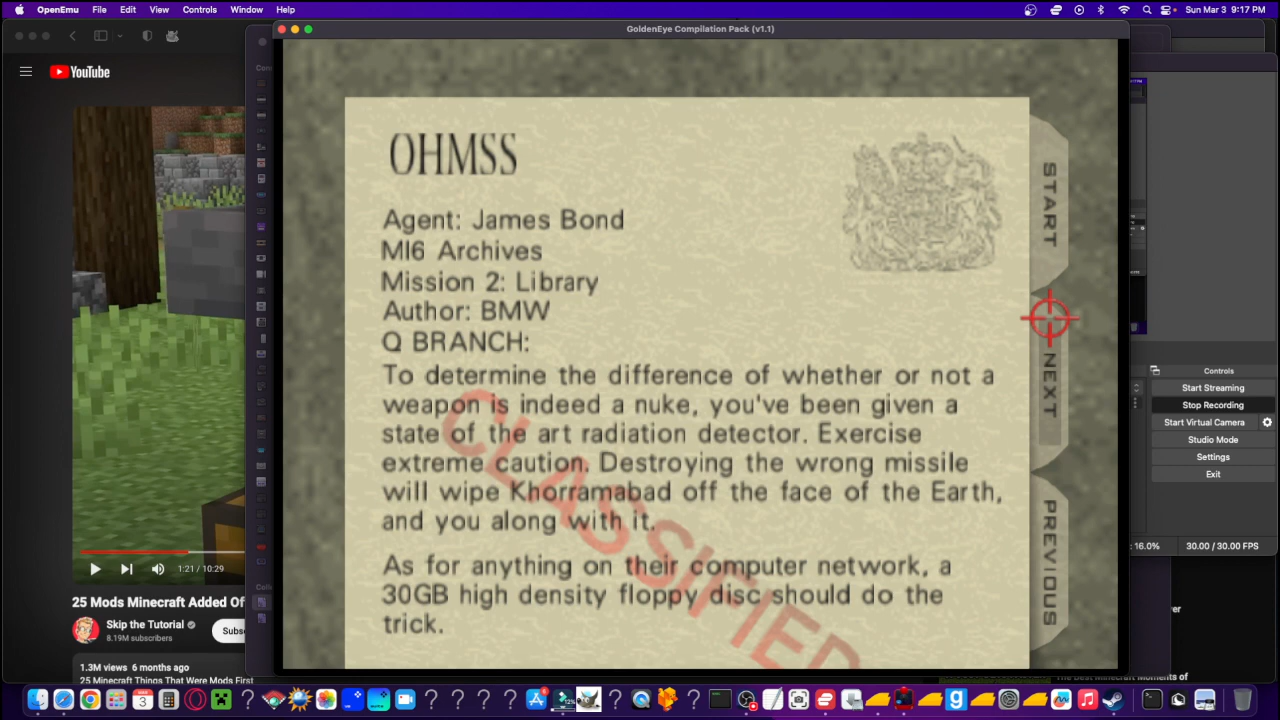 OpenEmu File Edit View Controls Window Help
Sun Mar 3 9:17 PM
GoldenEye Compilation Pack (v1.1)
YouTube
OHMSS
Agent: James Bond
MI6 Archives
Mission 2: Library
Author: BMW
Q BRANCH:
To determine the difference of whether or not a
weapon is indeed a nuke, you've been given a
state of the art radiation detector. Exercise
extreme caution. Destroying the wrong missile
will wipe Khorramabad off the face of the Earth,
and you along with it.
As for anything on their computer network, a
30GB high density floppy disc should do the
trick.
CLASSIFIED
START
NEXT
PREVIOUS
Controls
Start Streaming
Stop Recording
Start Virtual Camera
Studio Mode
Settings
Exit
16.0% 30.00 / 30.00 FPS
1:21 / 10:29
25 Mods Minecraft Added Of
Skip the Tutorial
8.19M subscribers
Subs
1.3M views 6 months ago
25 Minecraft Things That Were Mods First
The Best Minecraft Moments of